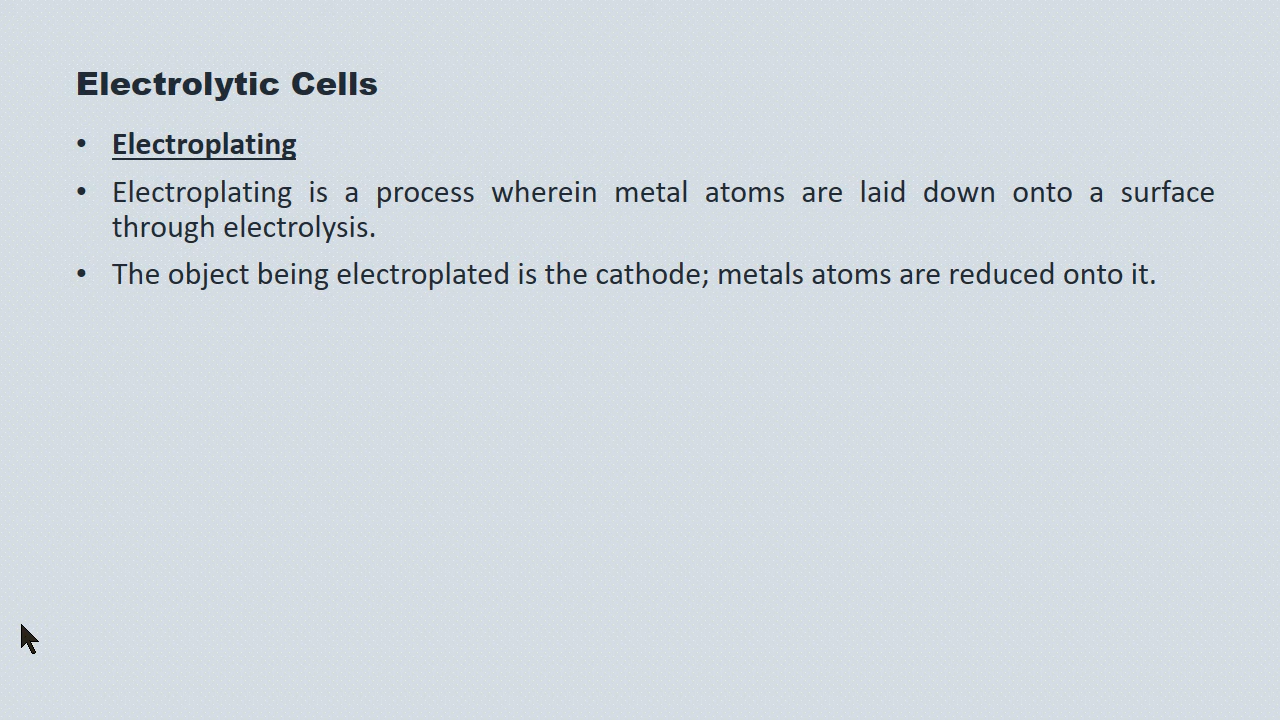 Electrolytic Cells
• Electroplating
• Electroplating is a process wherein metal atoms are laid down onto a surface
through electrolysis.
• The object being electroplated is the cathode; metals atoms are reduced onto it.